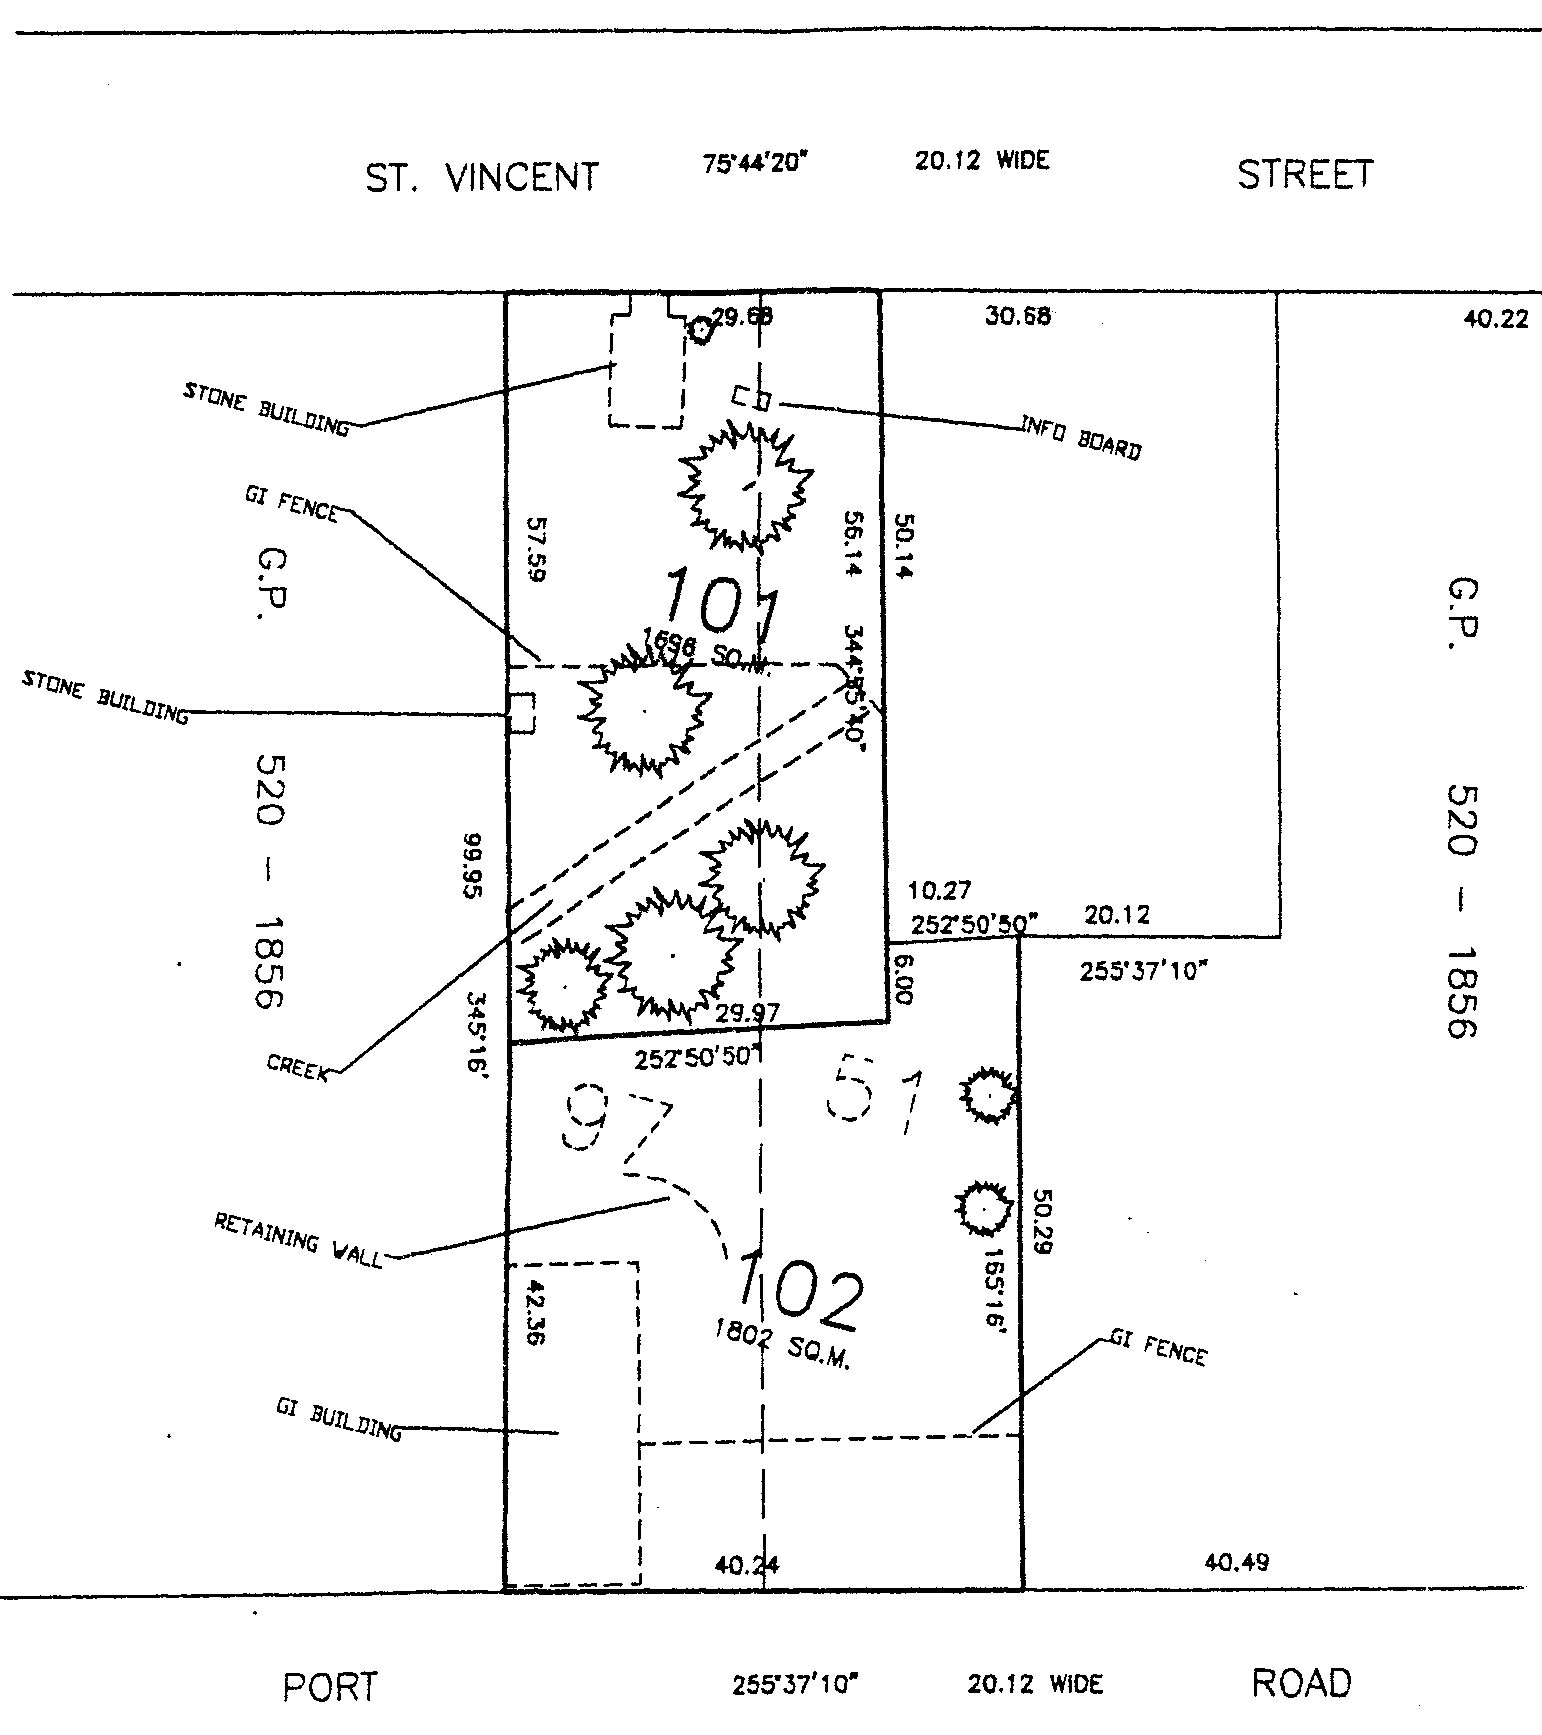 ST. VINCENT 75°44'20" 20.12 WIDE STREET
29.68 30.68 40.22
STONE BUILDING
INFO BOARD
GI FENCE
57.59
56.14
50.14
G.P.
G.P.
101
1698 SQ.M.
344°55'40"
STONE BUILDING
520 - 1856
520 - 1856
99.95
10.27
252°50'50"
20.12
255°37'10"
6.00
345°16'
29.97
252°50'50"
CREEK
97
51
RETAINING WALL
50.29
165°16'
102
1802 SQ.M.
42.36
GI FENCE
GI BUILDING
40.24
40.49
PORT 255°37'10" 20.12 WIDE ROAD